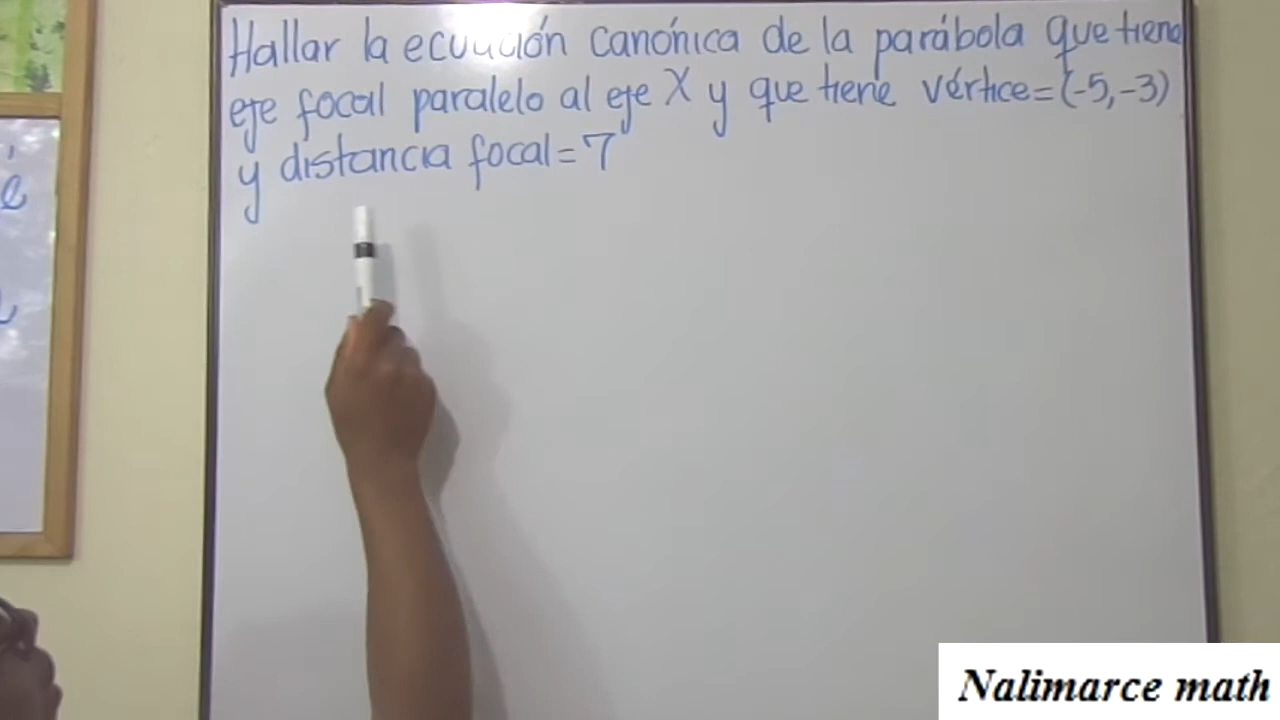 Hallar la ecuación canónica de la parábola que tiene
eje focal paralelo al eje X y que tiene vértice=(-5,-3)
y distancia focal=7
é
Nalimarce math